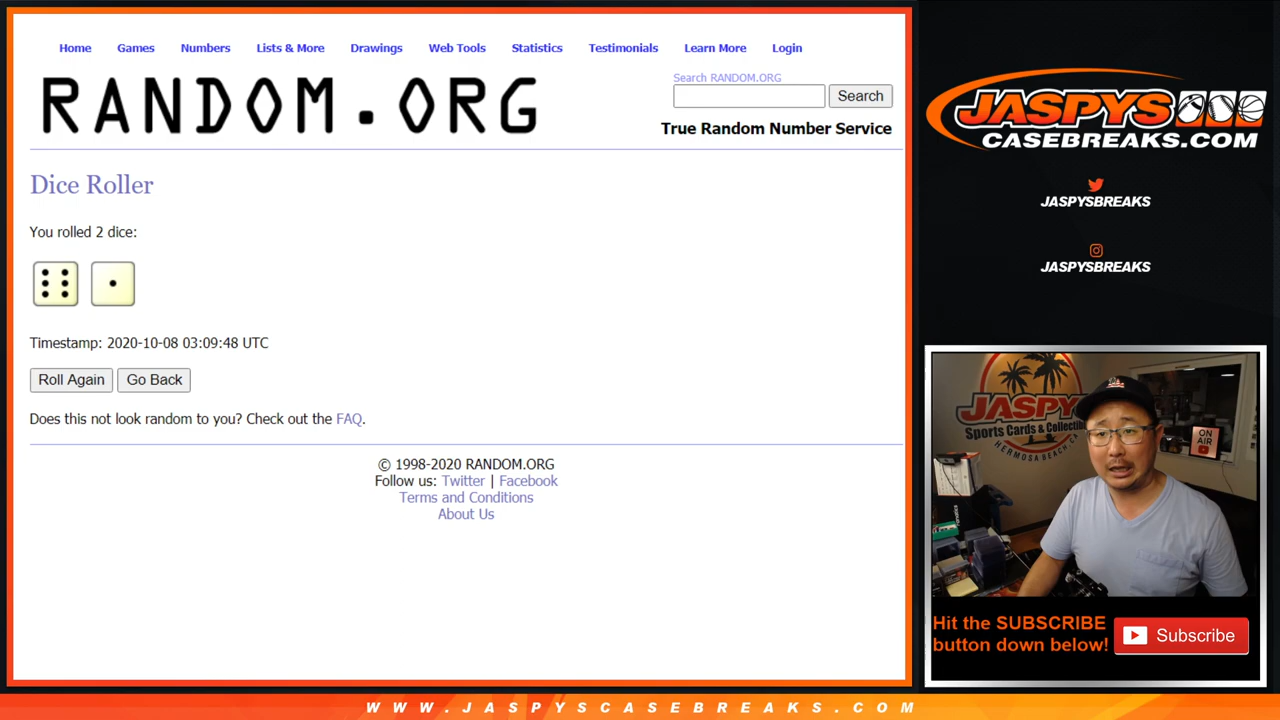 Home Games Numbers Lists & More Drawings Web Tools Statistics Testimonials Learn More Login
RANDOM.ORG
Search RANDOM.ORG
Search
True Random Number Service
Dice Roller
You rolled 2 dice:
Timestamp: 2020-10-08 03:09:48 UTC
Roll Again Go Back
Does this not look random to you? Check out the FAQ.
© 1998-2020 RANDOM.ORG
Follow us: Twitter | Facebook
Terms and Conditions
About Us
JASPYS
CASEBREAKS.COM
JASPYSBREAKS
JASPYSBREAKS
JASPYS
Sports Cards & Collectib
HERMOSA BEACH, CA
ON
AIR
Hit the SUBSCRIBE
button down below!
Subscribe
WWW.JASPYSCASEBREAKS.COM